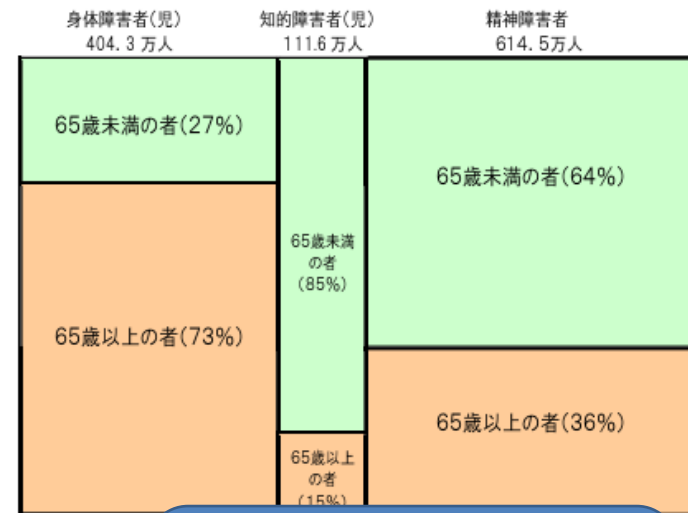 身体障害者(児)
404.3 万人
知的障害者(児)
111.6 万人
精神障害者
614.5万人
65歳未満の者(27%)
65歳以上の者(73%)
65歳未満
の者
(85%)
65歳以上
の者
(15%)
65歳未満の者(64%)
65歳以上の者(36%)